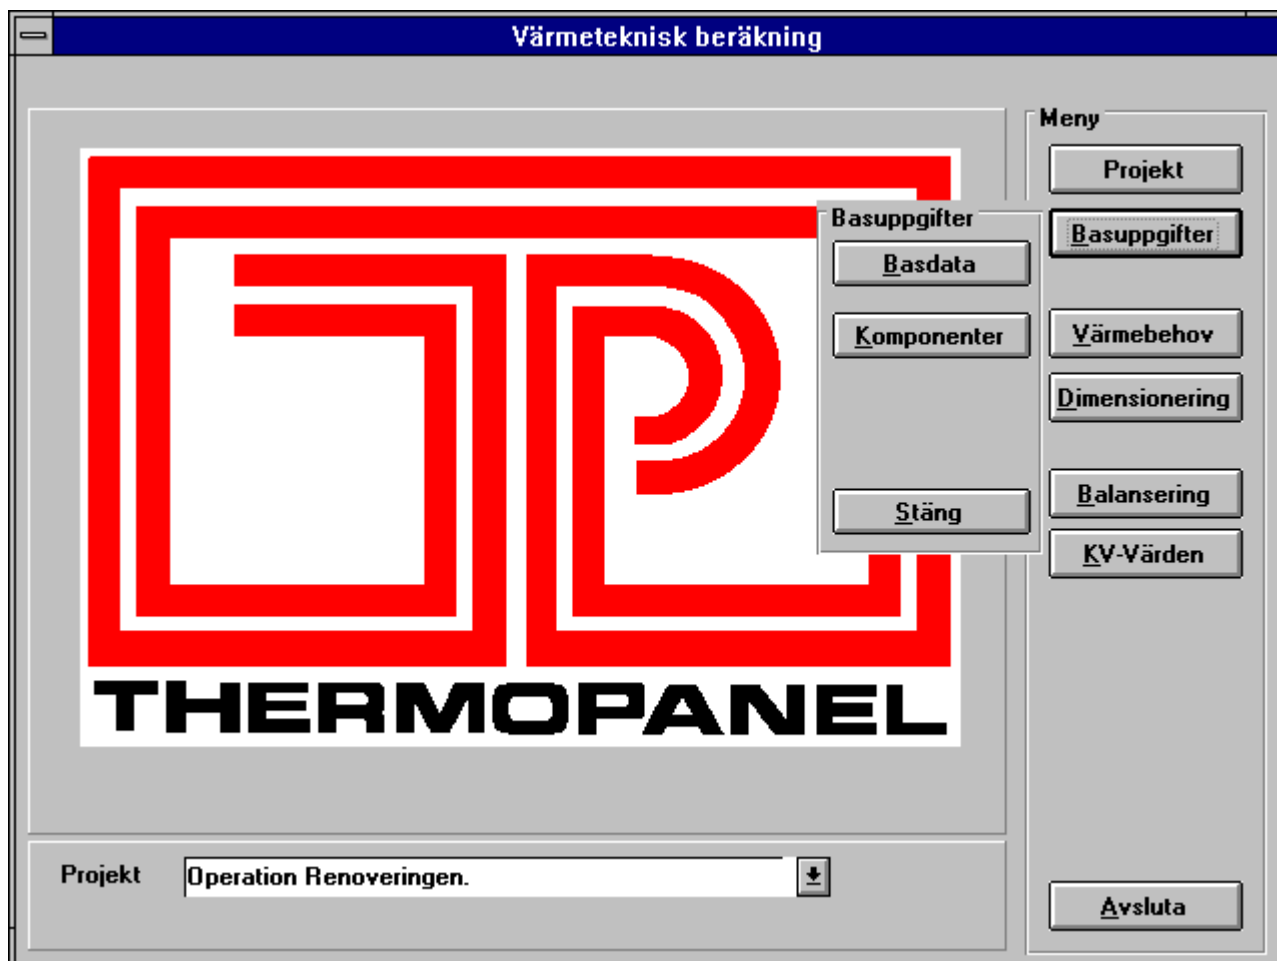 Värmeteknisk beräkning
Meny
Projekt
Basuppgifter
Basuppgifter
Basdata
Komponenter
Stäng
Värmebehov
Dimensionering
Balansering
KV-Värden
THERMOPANEL
Projekt
Operation Renoveringen.
Avsluta